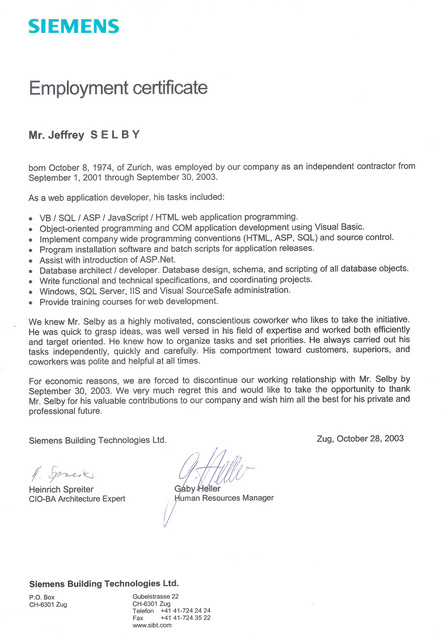 SIEMENS
Employment certificate
Mr. Jeffrey SELBY
born October 8, 1974, of Zurich, was employed by our company as an independent contractor from
September 1, 2001 through September 30, 2003.
As a web application developer, his tasks included:
• VB / SQL / ASP / JavaScript / HTML web application programming.
• Object-oriented programming and COM application development using Visual Basic.
• Implement company wide programming conventions (HTML, ASP, SQL) and source control.
• Program installation software and batch scripts for application releases.
• Assist with introduction of ASP.Net.
• Database architect / developer. Database design, schema, and scripting of all database objects.
• Write functional and technical specifications, and coordinating projects.
• Windows, SQL Server, IIS and Visual SourceSafe administration.
• Provide training courses for web development.
We knew Mr. Selby as a highly motivated, conscientious coworker who likes to take the initiative.
He was quick to grasp ideas, was well versed in his field of expertise and worked both efficiently
and target oriented. He knew how to organize tasks and set priorities. He always carried out his
tasks independently, quickly and carefully. His comportment toward customers, superiors, and
coworkers was polite and helpful at all times.
For economic reasons, we are forced to discontinue our working relationship with Mr. Selby by
September 30, 2003. We very much regret this and would like to take the opportunity to thank
Mr. Selby for his valuable contributions to our company and wish him all the best for his private and
professional future.
Siemens Building Technologies Ltd. Zug, October 28, 2003
H. Spreiter G. Heller
Heinrich Spreiter Gaby Heller
CIO-BA Architecture Expert Human Resources Manager
Siemens Building Technologies Ltd.
P.O. Box Gubelstrasse 22
CH-6301 Zug CH-6301 Zug
Telefon +41 41-724 24 24
Fax +41 41-724 35 22
www.sibt.com